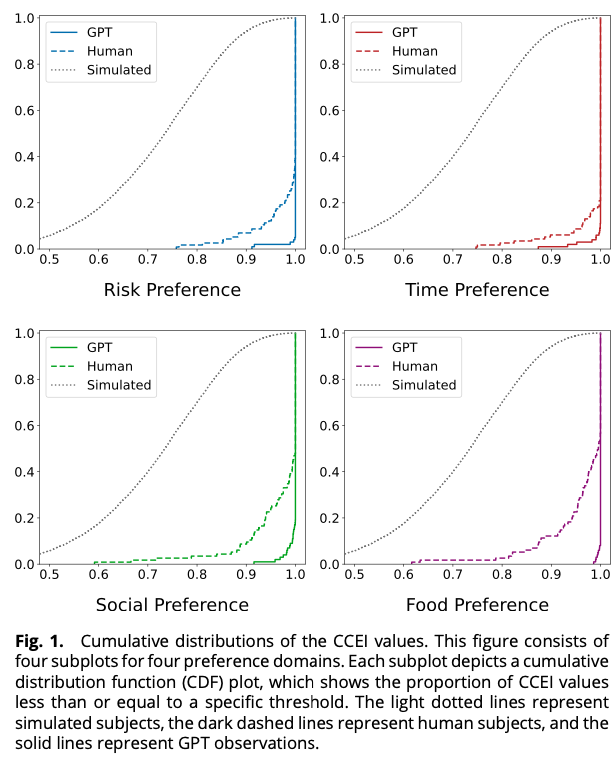 1.0
0.8
0.6
0.4
0.2
0.0
0.5 0.6 0.7 0.8 0.9 1.0
GPT
Human
Simulated
Risk Preference
1.0
0.8
0.6
0.4
0.2
0.0
0.5 0.6 0.7 0.8 0.9 1.0
GPT
Human
Simulated
Time Preference
1.0
0.8
0.6
0.4
0.2
0.0
0.5 0.6 0.7 0.8 0.9 1.0
GPT
Human
Simulated
Social Preference
1.0
0.8
0.6
0.4
0.2
0.0
0.5 0.6 0.7 0.8 0.9 1.0
GPT
Human
Simulated
Food Preference
Fig. 1. Cumulative distributions of the CCEI values. This figure consists of
four subplots for four preference domains. Each subplot depicts a cumulative
distribution function (CDF) plot, which shows the proportion of CCEI values
less than or equal to a specific threshold. The light dotted lines represent
simulated subjects, the dark dashed lines represent human subjects, and the
solid lines represent GPT observations.